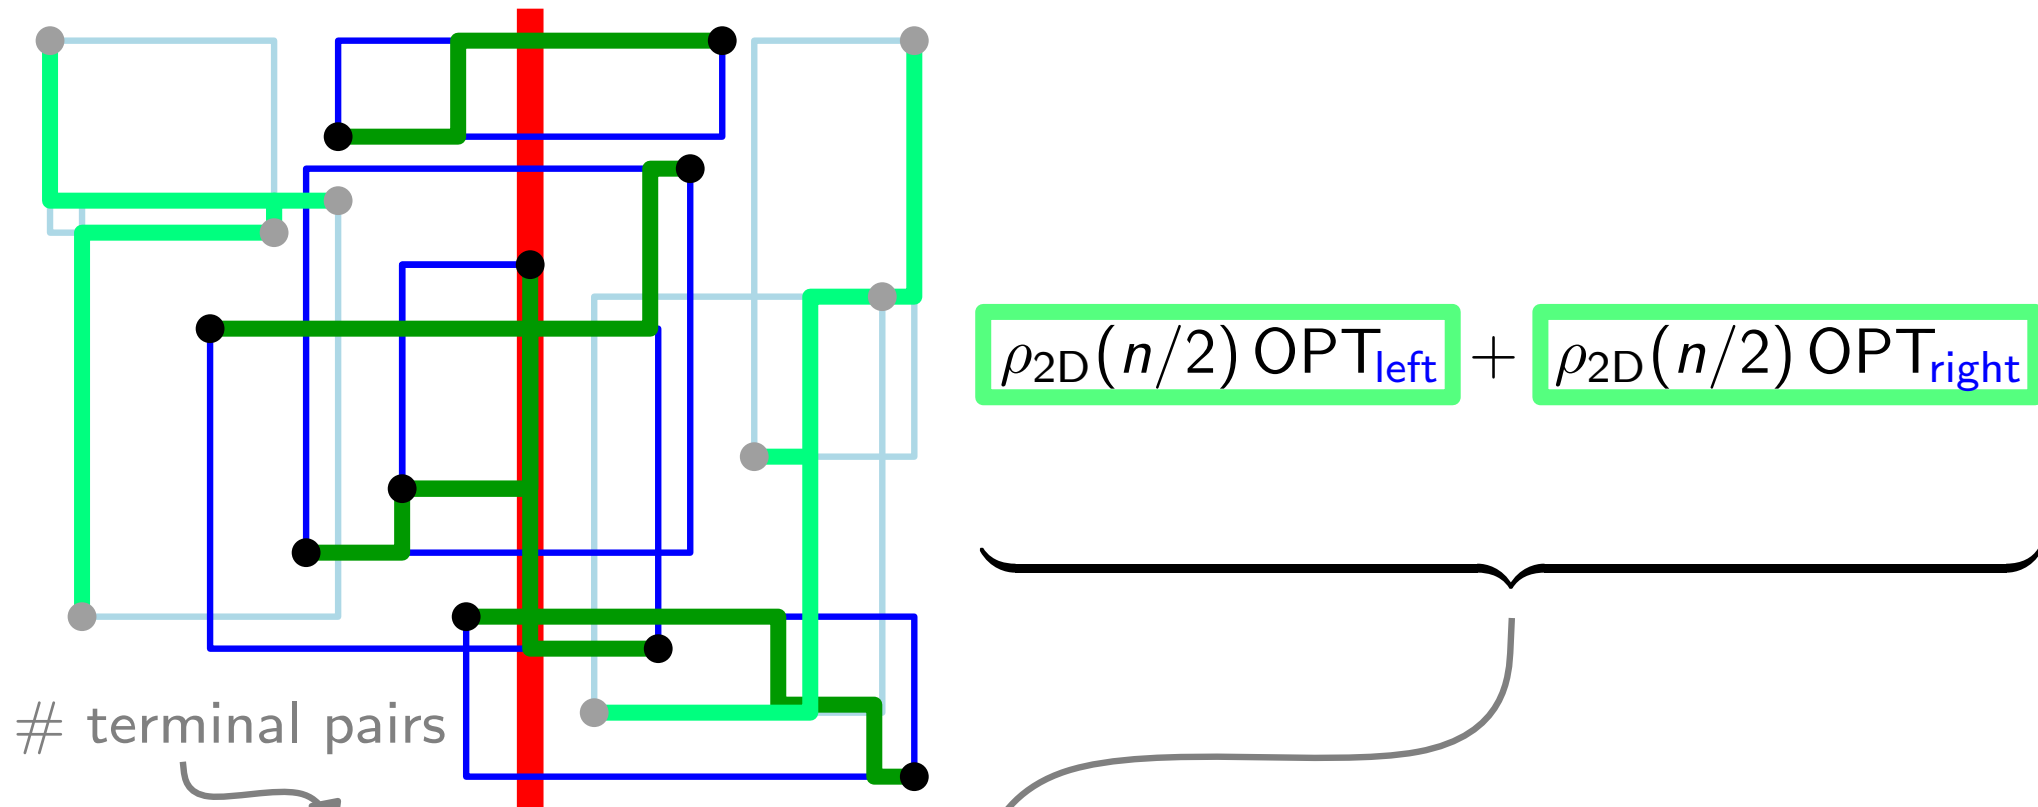 ρ2D(n/2) OPTleft + ρ2D(n/2) OPTright
# terminal pairs